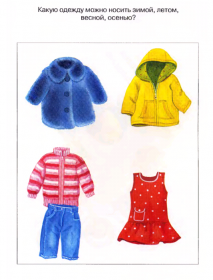 Какую одежду можно носить зимой, летом,
весной, осенью?